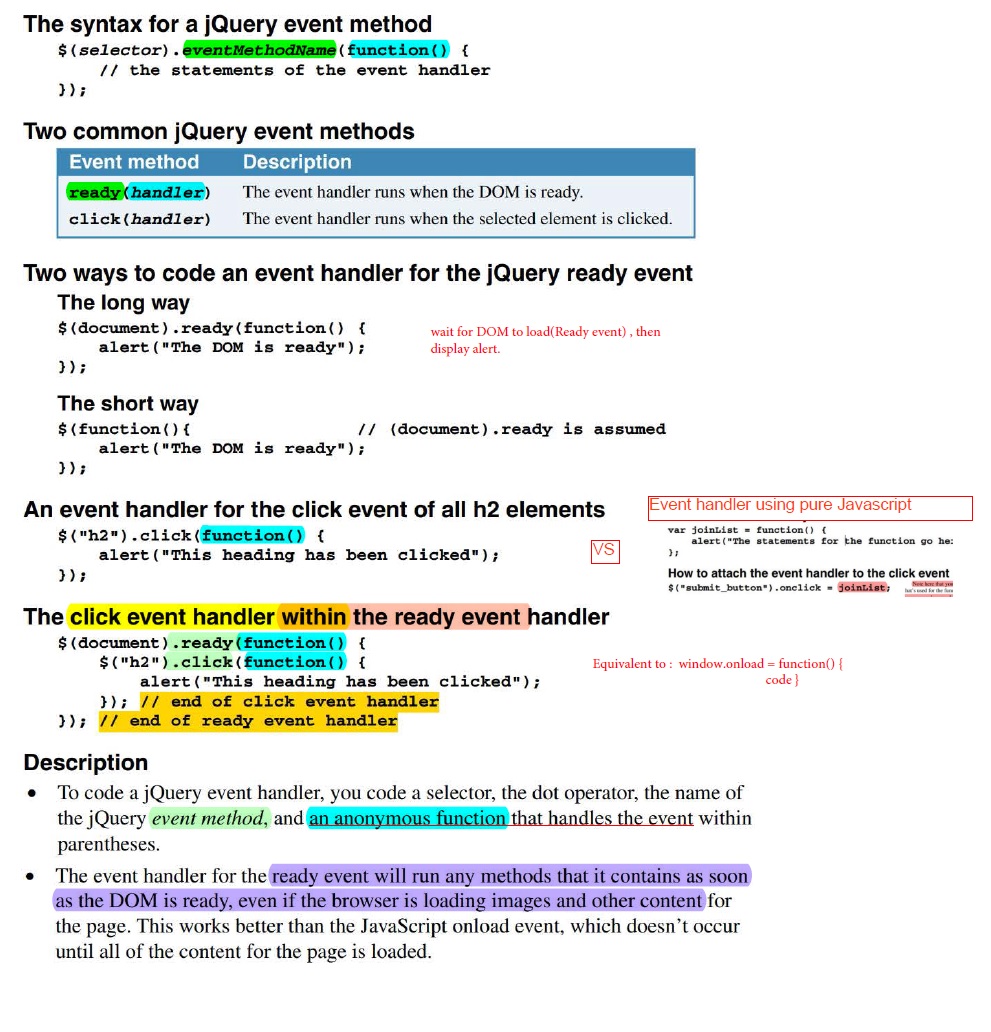 The syntax for a jQuery event method
$(selector).eventMethodName(function() {
    // the statements of the event handler
});
Two common jQuery event methods
Event method Description
ready(handler) The event handler runs when the DOM is ready.
click(handler) The event handler runs when the selected element is clicked.
Two ways to code an event handler for the jQuery ready event
The long way
$(document).ready(function() {
    alert("The DOM is ready");
});
wait for DOM to load(Ready event) , then
display alert.
The short way
$(function(){ // (document).ready is assumed
    alert("The DOM is ready");
});
An event handler for the click event of all h2 elements
$("h2").click(function() {
    alert("This heading has been clicked");
});
VS
Event handler using pure Javascript
var joinList = function() {
    alert("The statements for the function go he:
};
How to attach the event handler to the click event
$("submit_button").onclick = joinList;
The click event handler within the ready event handler
$(document).ready(function() {
    $("h2").click(function() {
        alert("This heading has been clicked");
    }); // end of click event handler
}); // end of ready event handler
Equivalent to : window.onload = function() {
code }
Description
• To code a jQuery event handler, you code a selector, the dot operator, the name of
the jQuery event method, and an anonymous function that handles the event within
parentheses.
• The event handler for the ready event will run any methods that it contains as soon
as the DOM is ready, even if the browser is loading images and other content for
the page. This works better than the JavaScript onload event, which doesn't occur
until all of the content for the page is loaded.